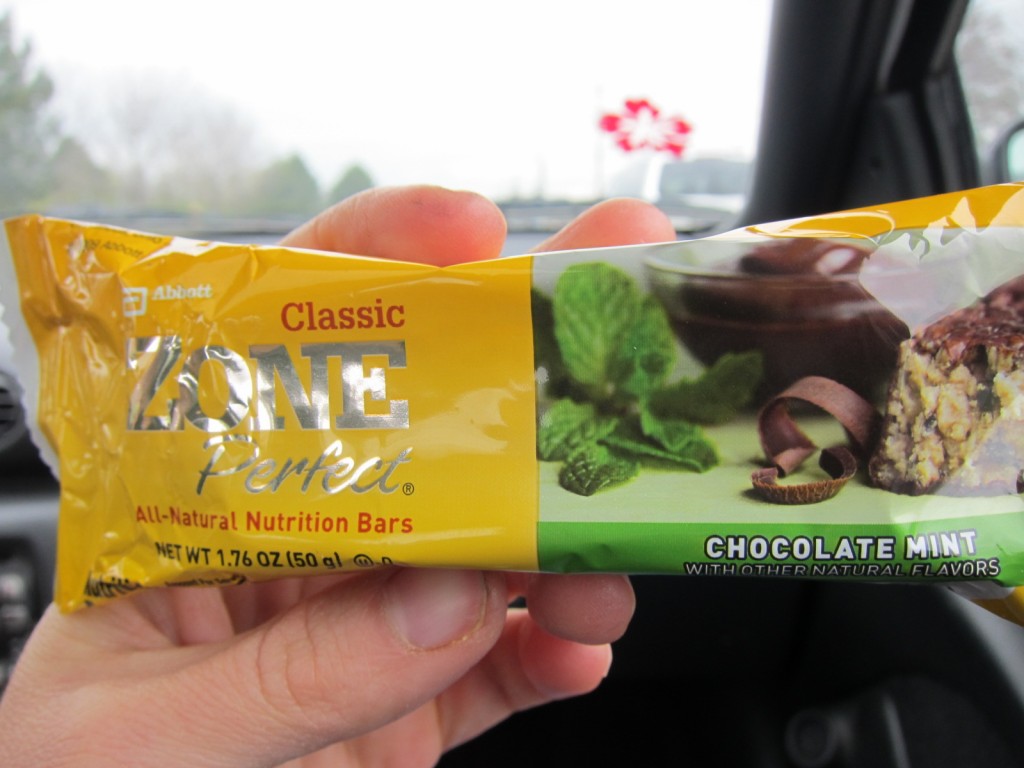 Abbott
Classic
ZONE
Perfect®
All-Natural Nutrition Bars
NET WT 1.76 OZ (50 g) Ⓤ D
CHOCOLATE MINT
WITH OTHER NATURAL FLAVORS